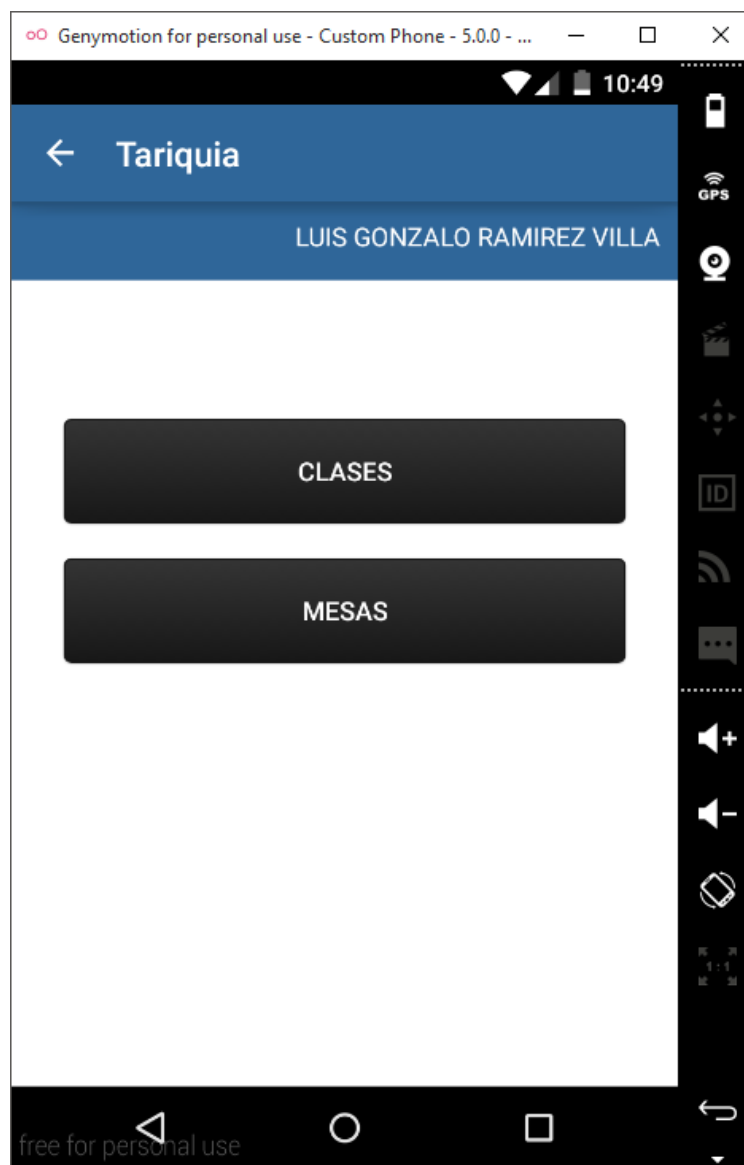 Genymotion for personal use - Custom Phone - 5.0.0 - ...
10:49
Tariquia
GPS
LUIS GONZALO RAMIREZ VILLA
CLASES
ID
MESAS
1:1
free for personal use